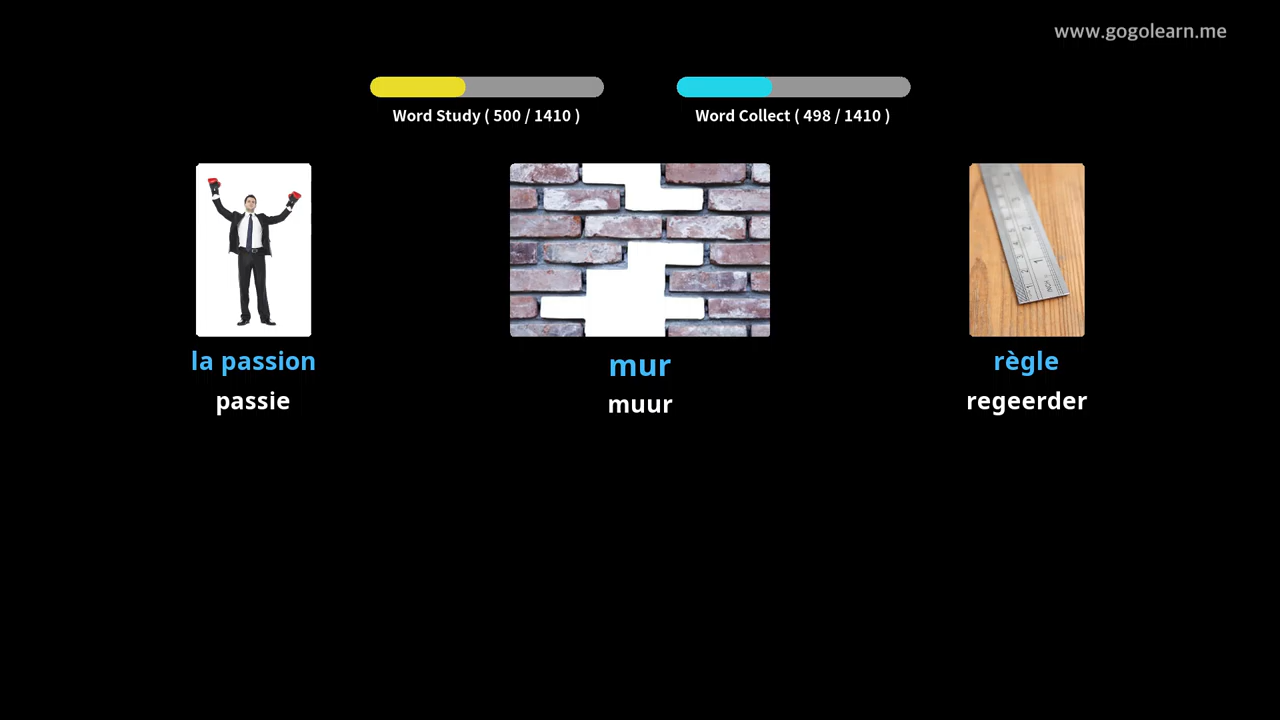 www.gogolearn.me
Word Study ( 500 / 1410 )
Word Collect ( 498 / 1410 )
la passion
passie
mur
muur
règle
regeerder